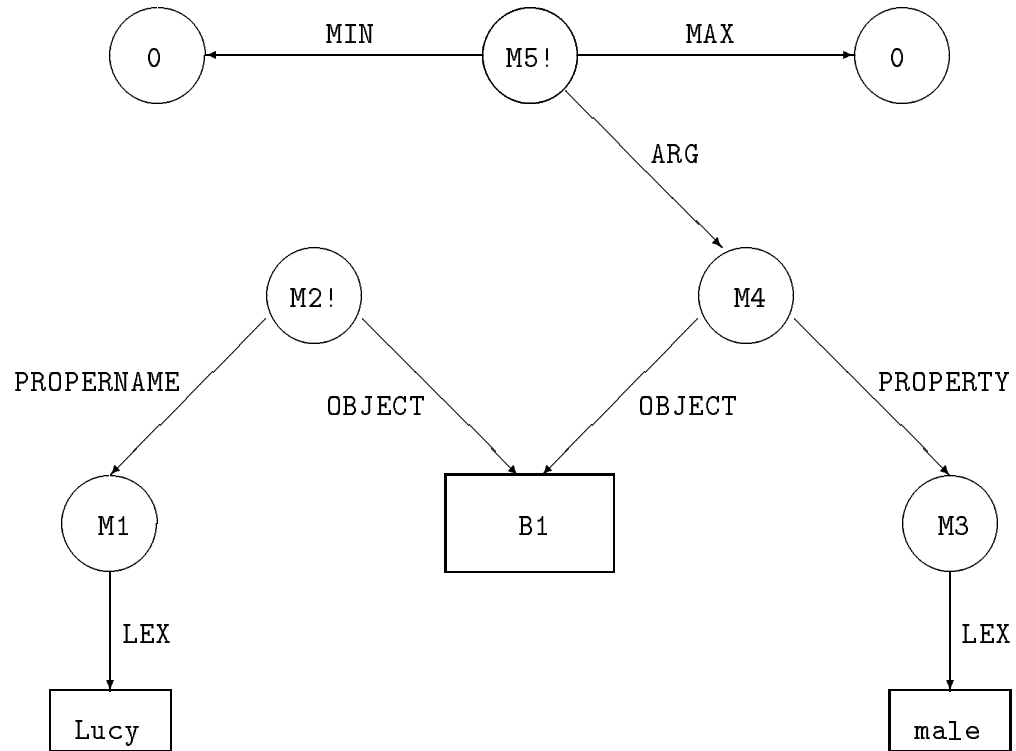 MIN
MAX
0
M5!
0
ARG
M2!
M4
PROPERNAME
OBJECT
OBJECT
PROPERTY
M1
B1
M3
LEX
LEX
Lucy
male